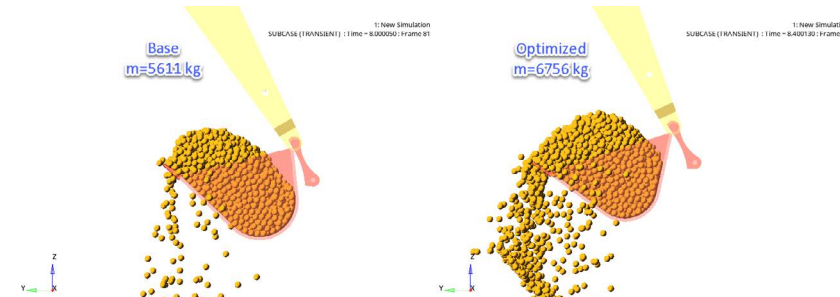 1: New Simulation
SUBCASE (TRANSIENT) : Time = 8.000050 : Frame 81
Base
m=5611 kg
Z
Y
X
1: New Simulati
SUBCASE (TRANSIENT) : Time = 8.400130 : Frame
Optimized
m=6756 kg
Z
Y
X